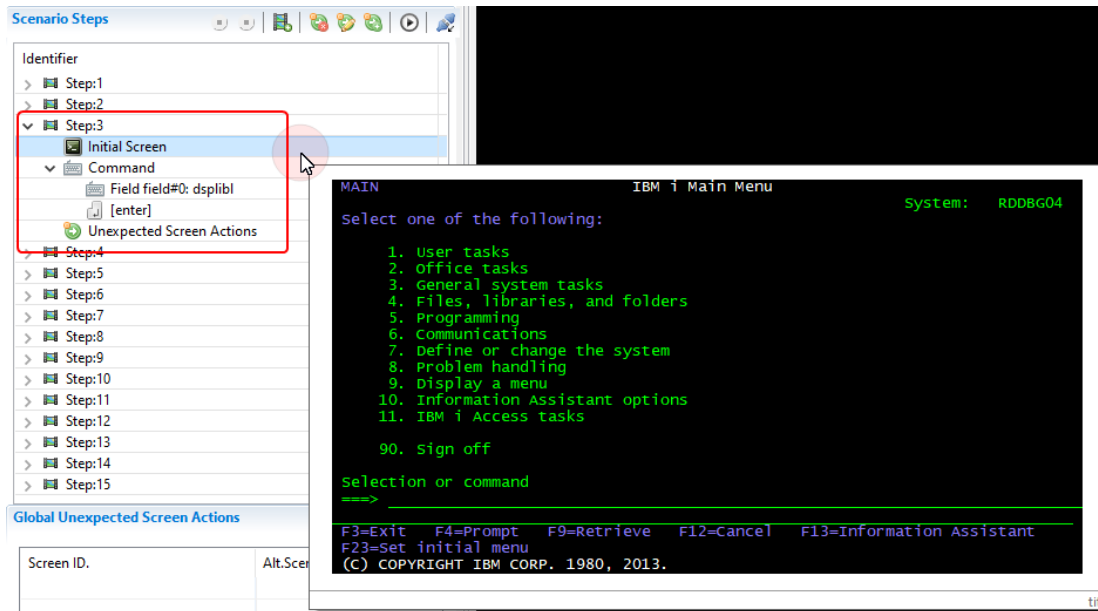 Scenario Steps
Identifier
Step:1
Step:2
Step:3
Initial Screen
Command
Field field#0: dsplibl
[enter]
Unexpected Screen Actions
Step:4
Step:5
Step:6
Step:7
Step:8
Step:9
Step:10
Step:11
Step:12
Step:13
Step:14
Step:15
Global Unexpected Screen Actions
Screen ID. Alt.Scer
MAIN IBM i Main Menu
System: RDDBG04
Select one of the following:
1. User tasks
2. Office tasks
3. General system tasks
4. Files, libraries, and folders
5. Programming
6. Communications
7. Define or change the system
8. Problem handling
9. Display a menu
10. Information Assistant options
11. IBM i Access tasks
90. Sign off
Selection or command
===>
F3=Exit F4=Prompt F9=Retrieve F12=Cancel F13=Information Assistant
F23=Set initial menu
(C) COPYRIGHT IBM CORP. 1980, 2013.